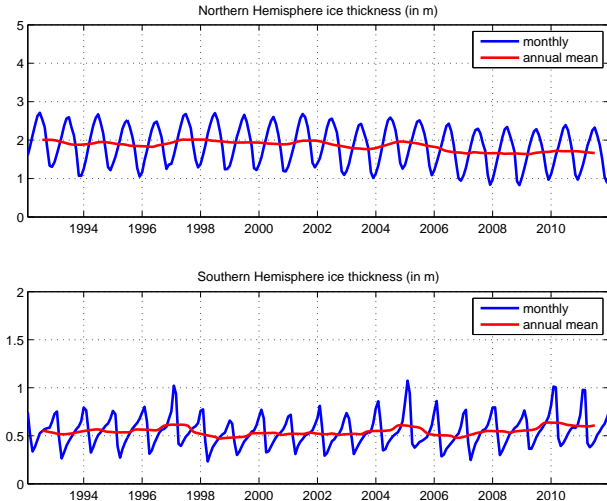 Northern Hemisphere ice thickness (in m)
5
4
3
2
1
0
monthly
annual mean
1994 1996 1998 2000 2002 2004 2006 2008 2010
Southern Hemisphere ice thickness (in m)
2
1.5
1
0.5
0
monthly
annual mean
1994 1996 1998 2000 2002 2004 2006 2008 2010